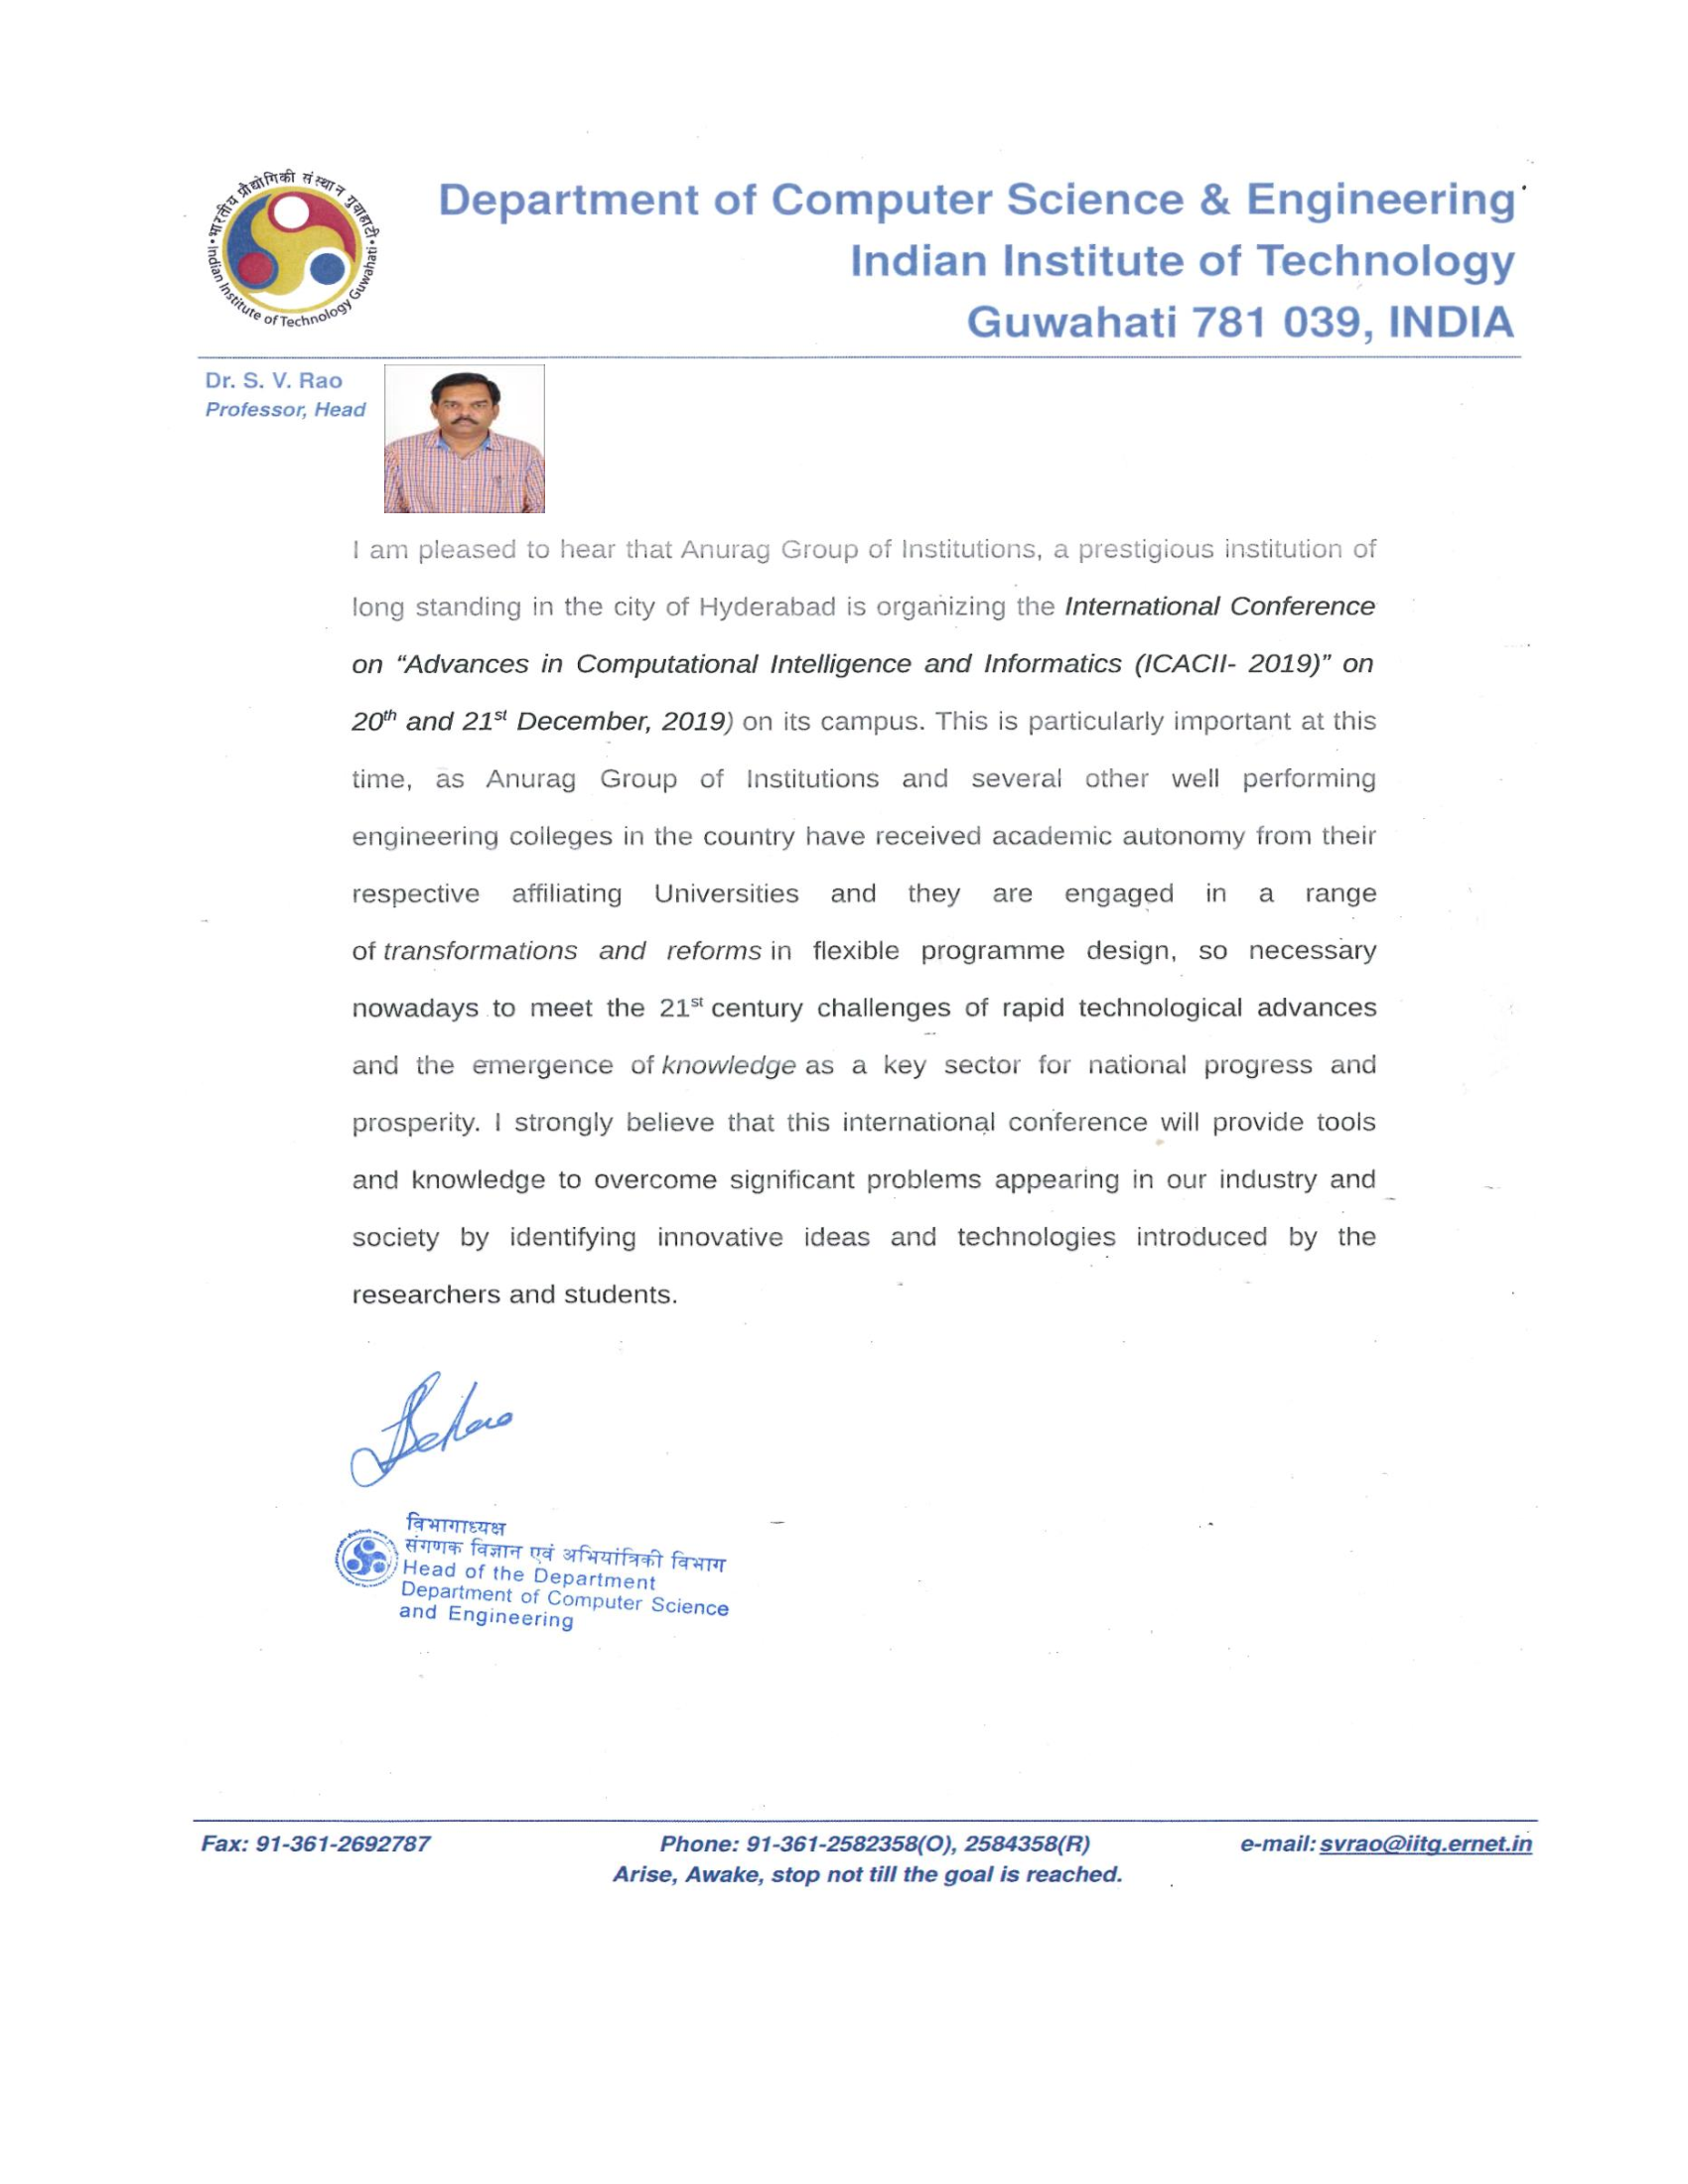 भारतीय प्रौद्योगिकी संस्थान गुवाहाटी
Indian Institute of Technology Guwahati
Department of Computer Science & Engineering
Indian Institute of Technology
Guwahati 781 039, INDIA
Dr. S. V. Rao
Professor, Head
I am pleased to hear that Anurag Group of Institutions, a prestigious institution of
long standing in the city of Hyderabad is organizing the International Conference
on “Advances in Computational Intelligence and Informatics (ICACII- 2019)” on
20th and 21st December, 2019) on its campus. This is particularly important at this
time, as Anurag Group of Institutions and several other well performing
engineering colleges in the country have received academic autonomy from their
respective affiliating Universities and they are engaged in a range
of transformations and reforms in flexible programme design, so necessary
nowadays to meet the 21st century challenges of rapid technological advances
and the emergence of knowledge as a key sector for national progress and
prosperity. I strongly believe that this international conference will provide tools
and knowledge to overcome significant problems appearing in our industry and
society by identifying innovative ideas and technologies introduced by the
researchers and students.
विभागाध्यक्ष
संगणक विज्ञान एवं अभियांत्रिकी विभाग
Head of the Department
Department of Computer Science
and Engineering
Fax: 91-361-2692787 Phone: 91-361-2582358(O), 2584358(R) e-mail: svrao@iitg.ernet.in
Arise, Awake, stop not till the goal is reached.